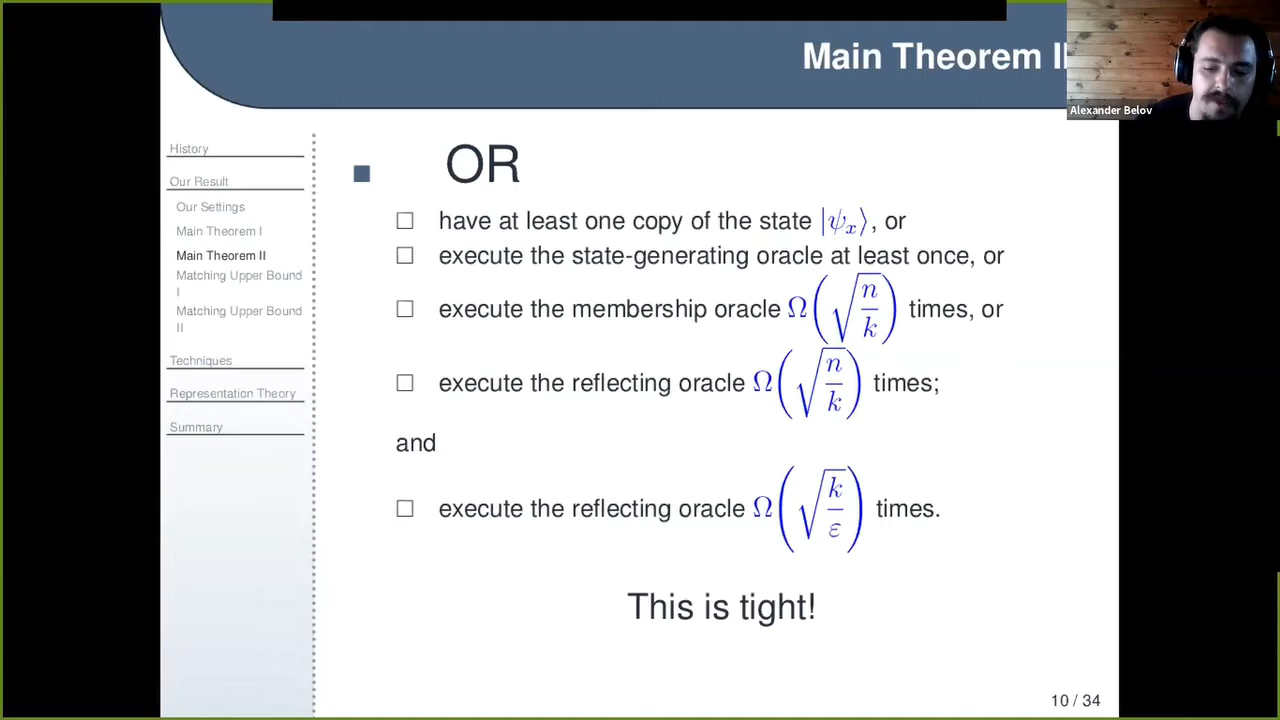 Main Theorem II
Alexander Belov
History
Our Result
Our Settings
Main Theorem I
Main Theorem II
Matching Upper Bound
I
Matching Upper Bound
II
Techniques
Representation Theory
Summary
OR
have at least one copy of the state |ψₓ⟩, or
execute the state-generating oracle at least once, or
execute the membership oracle Ω(√(n/k)) times, or
execute the reflecting oracle Ω(√(n/k)) times;
and
execute the reflecting oracle Ω(√(k/ε)) times.
This is tight!
10 / 34